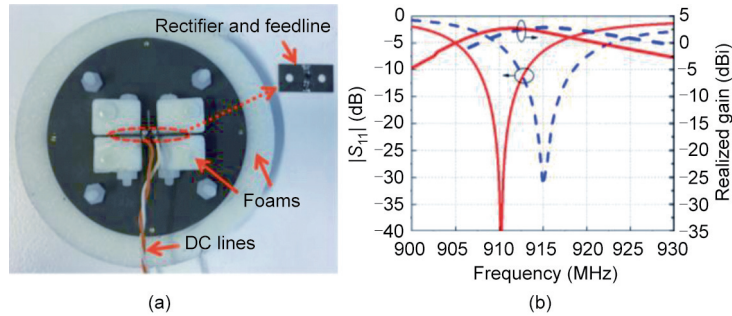 Rectifier and feedline
Foams
DC lines
(a)
|S11| (dB)
0
−5
−10
−15
−20
−25
−30
−35
−40
900 905 910 915 920 925 930
Frequency (MHz)
5
0
−5
−10
−15
−20
−25
−30
−35
Realized gain (dBi)
(b)